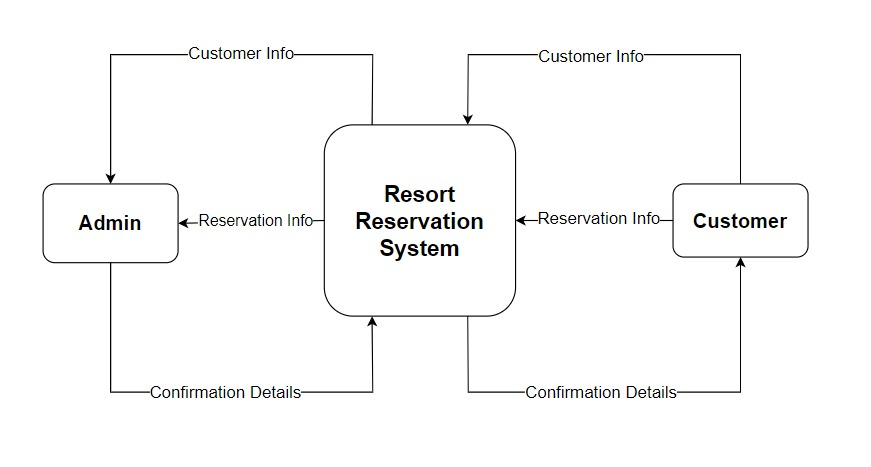 Customer Info
Customer Info
Admin
Reservation Info
Resort
Reservation
System
Reservation Info
Customer
Confirmation Details
Confirmation Details